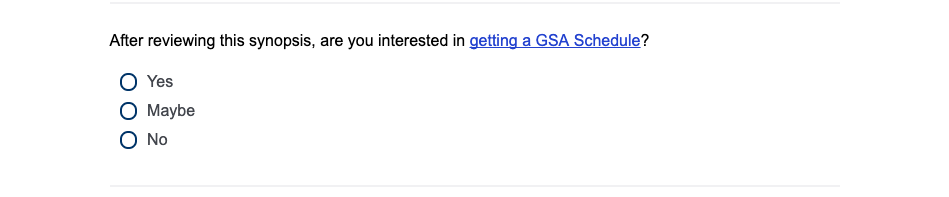 After reviewing this synopsis, are you interested in getting a GSA Schedule?
Yes
Maybe
No